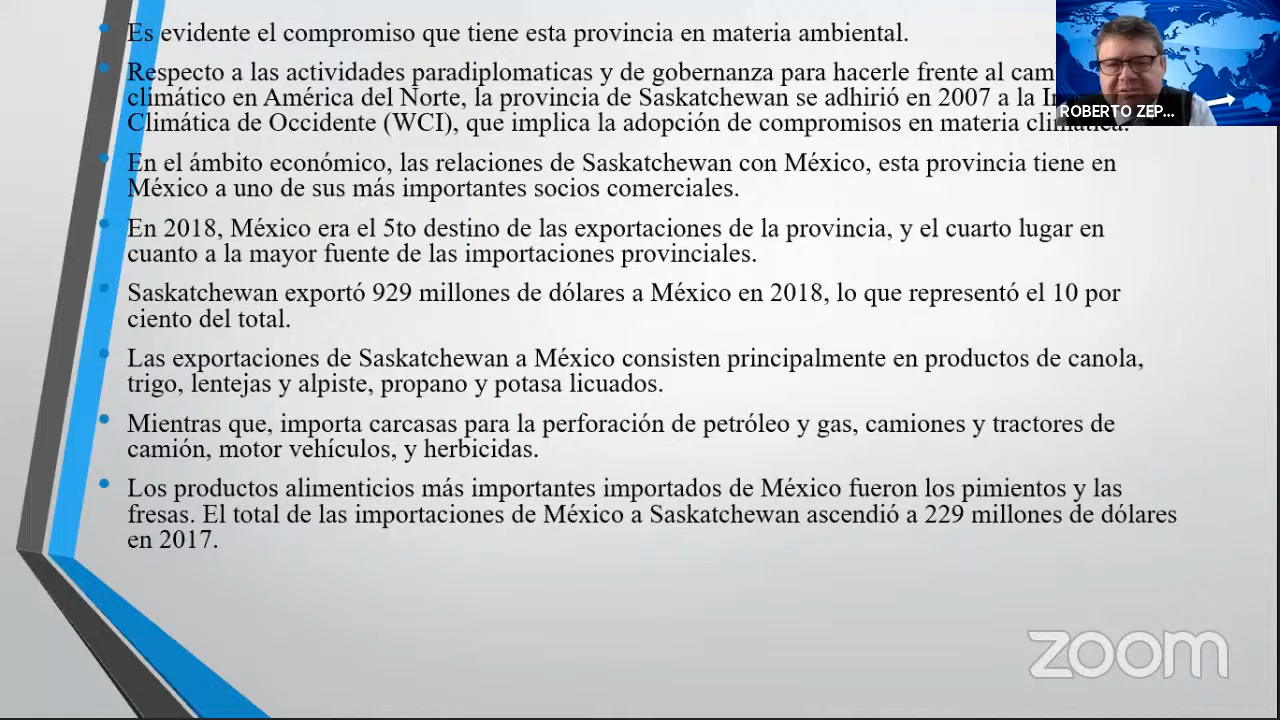 Es evidente el compromiso que tiene esta provincia en materia ambiental.
Respecto a las actividades paradiplomaticas y de gobernanza para hacerle frente al cam
climático en América del Norte, la provincia de Saskatchewan se adhirió en 2007 a la
Climática de Occidente (WCI), que implica la adopción de compromisos en materia climática.
En el ámbito económico, las relaciones de Saskatchewan con México, esta provincia tiene en
México a uno de sus más importantes socios comerciales.
En 2018, México era el 5to destino de las exportaciones de la provincia, y el cuarto lugar en
cuanto a la mayor fuente de las importaciones provinciales.
Saskatchewan exportó 929 millones de dólares a México en 2018, lo que representó el 10 por
ciento del total.
Las exportaciones de Saskatchewan a México consisten principalmente en productos de canola,
trigo, lentejas y alpiste, propano y potasa licuados.
Mientras que, importa carcasas para la perforación de petróleo y gas, camiones y tractores de
camión, motor vehículos, y herbicidas.
Los productos alimenticios más importantes importados de México fueron los pimientos y las
fresas. El total de las importaciones de México a Saskatchewan ascendió a 229 millones de dólares
en 2017.
ROBERTO ZEP...
zoom